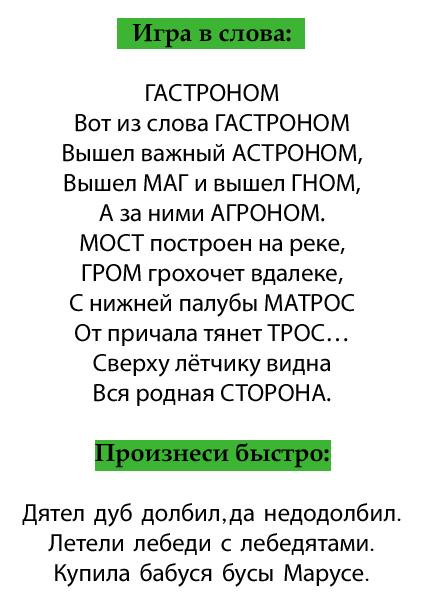 Игра в слова:
ГАСТРОНОМ
Вот из слова ГАСТРОНОМ
Вышел важный АСТРОНОМ,
Вышел МАГ и вышел ГНОМ,
А за ними АГРОНОМ.
МОСТ построен на реке,
ГРОМ грохочет вдалеке,
С нижней палубы МАТРОС
От причала тянет ТРОС...
Сверху лётчику видна
Вся родная СТОРОНА.
Произнеси быстро:
Дятел дуб долбил,да недодолбил.
Летели лебеди с лебедятами.
Купила бабуся бусы Марусе.